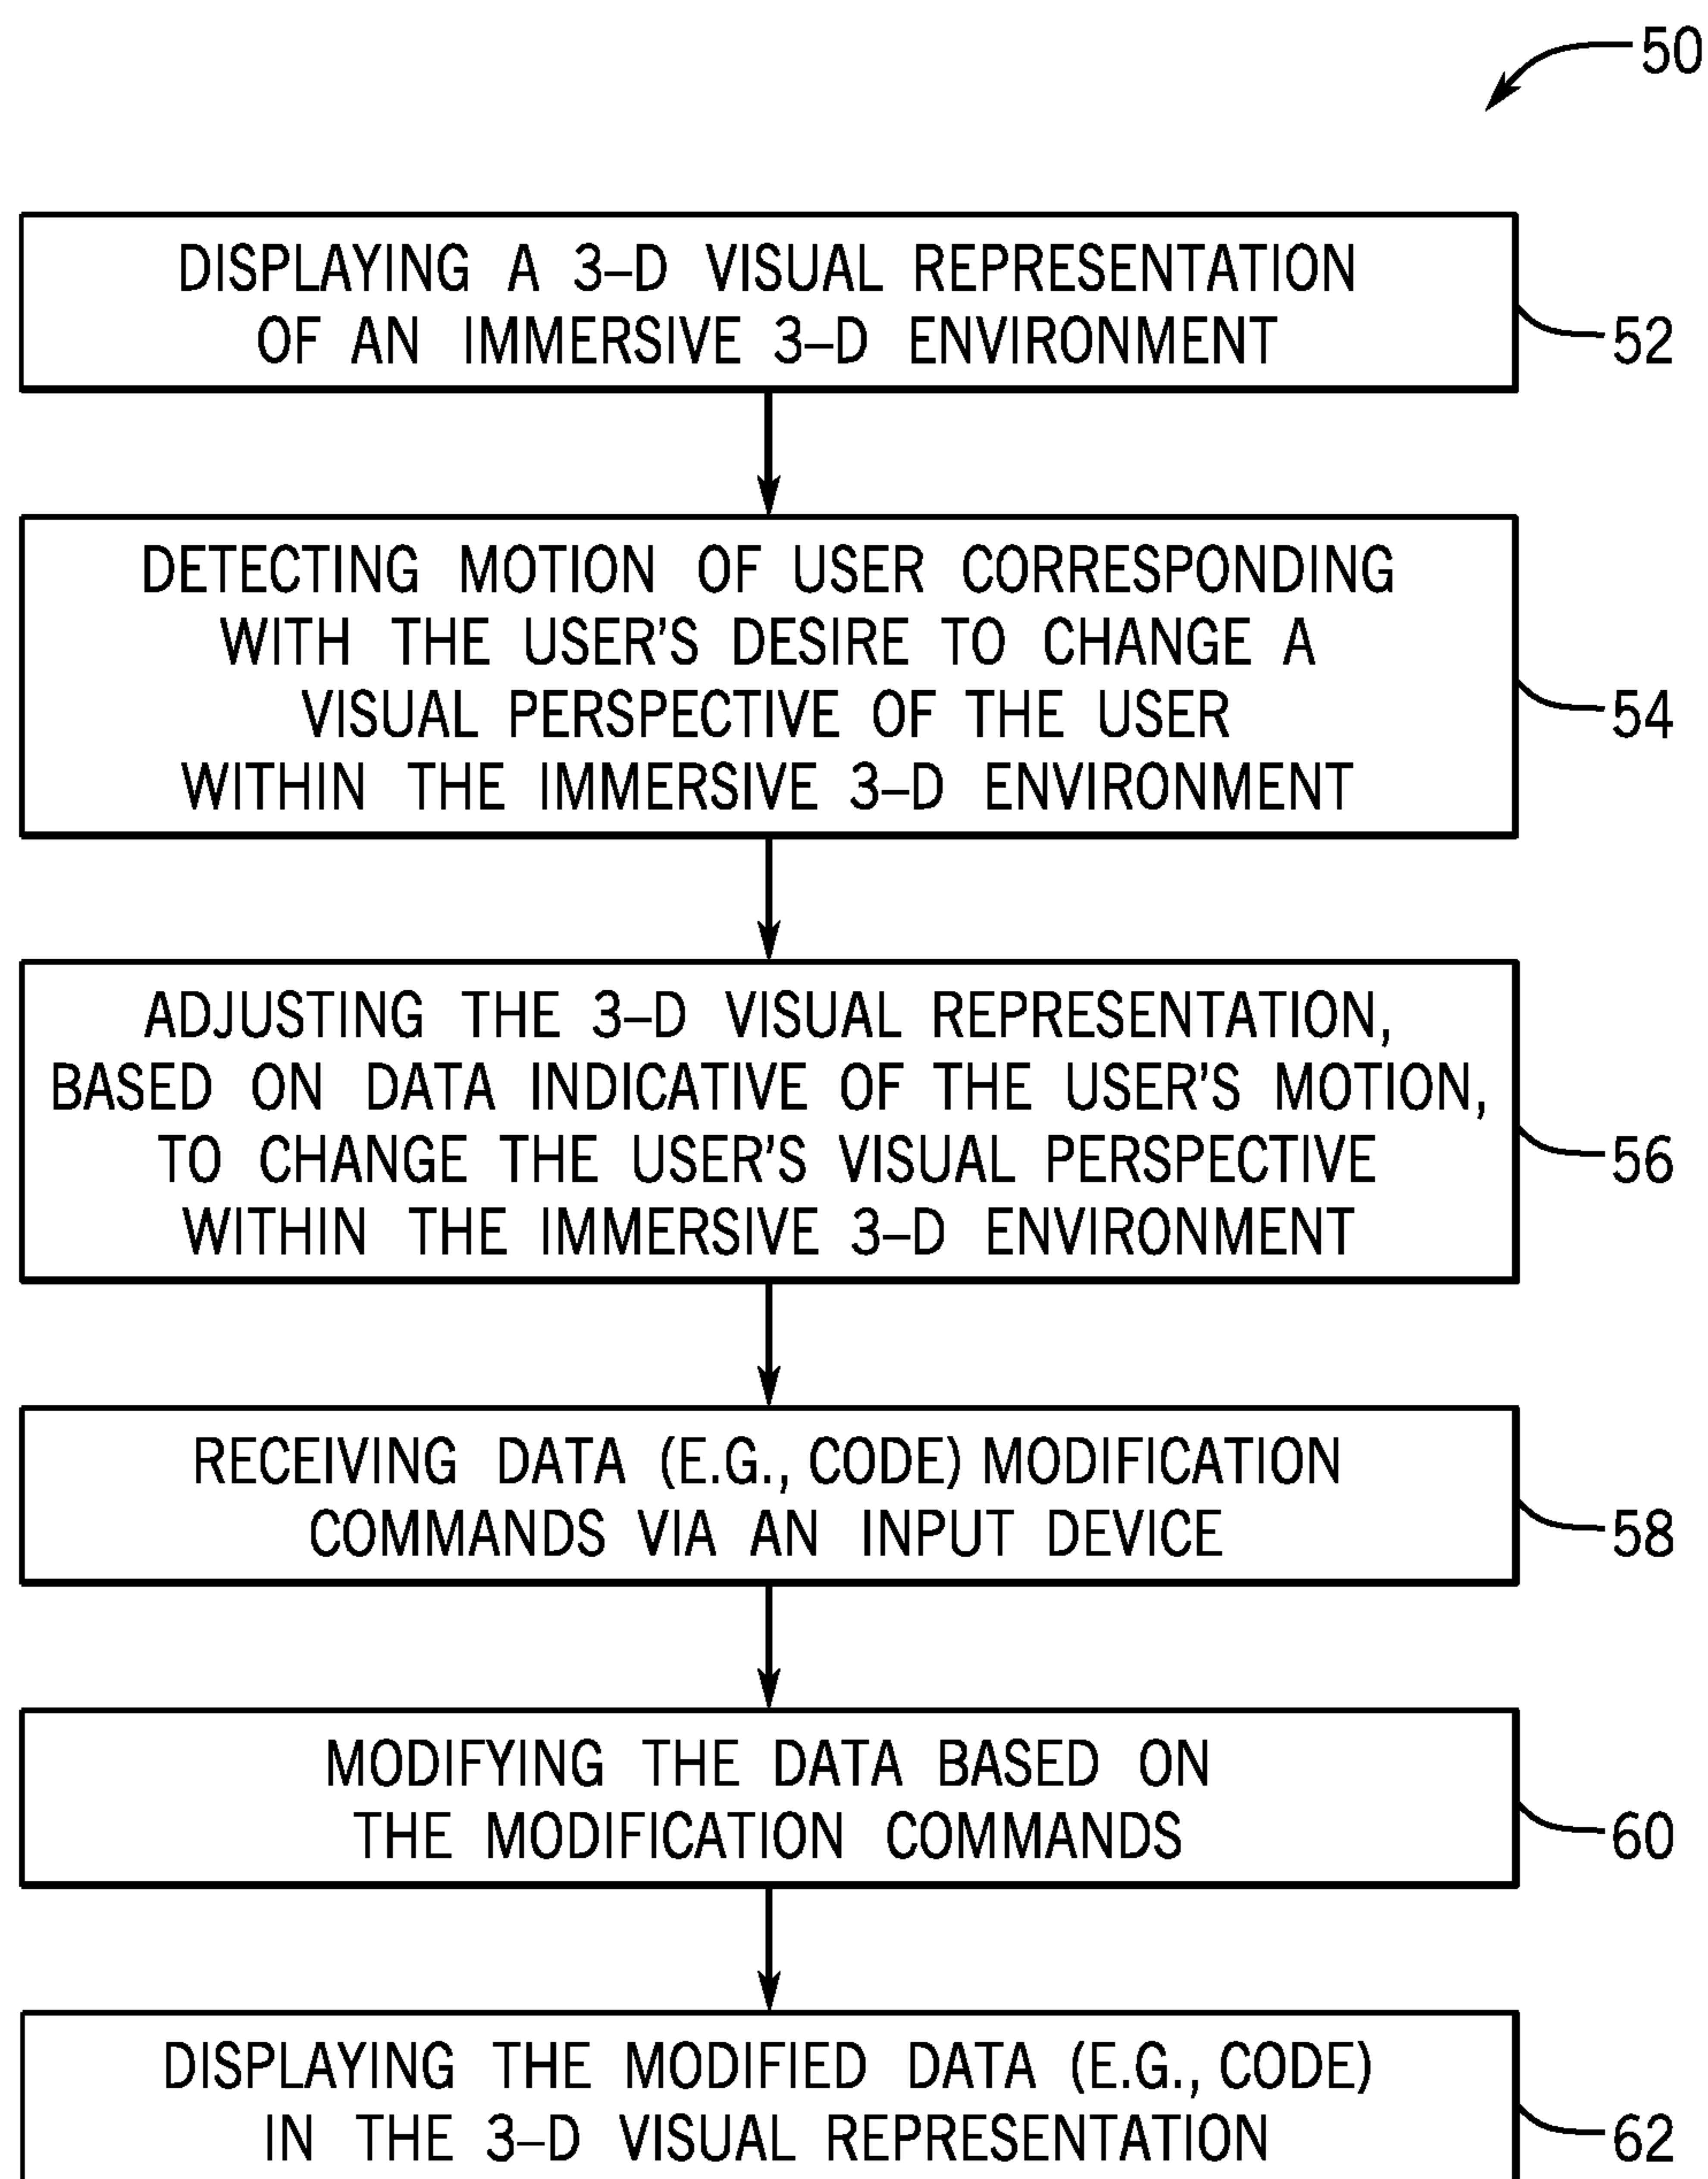 50
DISPLAYING A 3–D VISUAL REPRESENTATION
OF AN IMMERSIVE 3–D ENVIRONMENT
52
DETECTING MOTION OF USER CORRESPONDING
WITH THE USER'S DESIRE TO CHANGE A
VISUAL PERSPECTIVE OF THE USER
WITHIN THE IMMERSIVE 3–D ENVIRONMENT
54
ADJUSTING THE 3–D VISUAL REPRESENTATION,
BASED ON DATA INDICATIVE OF THE USER'S MOTION,
TO CHANGE THE USER'S VISUAL PERSPECTIVE
WITHIN THE IMMERSIVE 3–D ENVIRONMENT
56
RECEIVING DATA (E.G., CODE) MODIFICATION
COMMANDS VIA AN INPUT DEVICE
58
MODIFYING THE DATA BASED ON
THE MODIFICATION COMMANDS
60
DISPLAYING THE MODIFIED DATA (E.G., CODE)
IN THE 3–D VISUAL REPRESENTATION
62